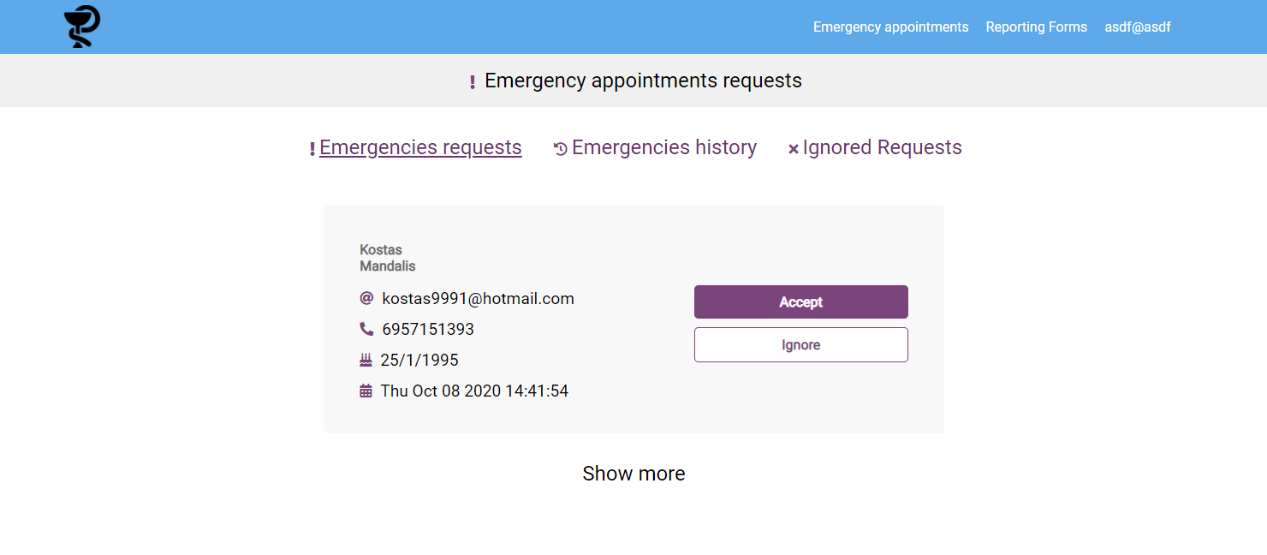 Emergency appointments Reporting Forms asdf@asdf
Emergency appointments requests
Emergencies requests Emergencies history Ignored Requests
Kostas
Mandalis
kostas9991@hotmail.com
6957151393
25/1/1995
Thu Oct 08 2020 14:41:54
Accept
Ignore
Show more